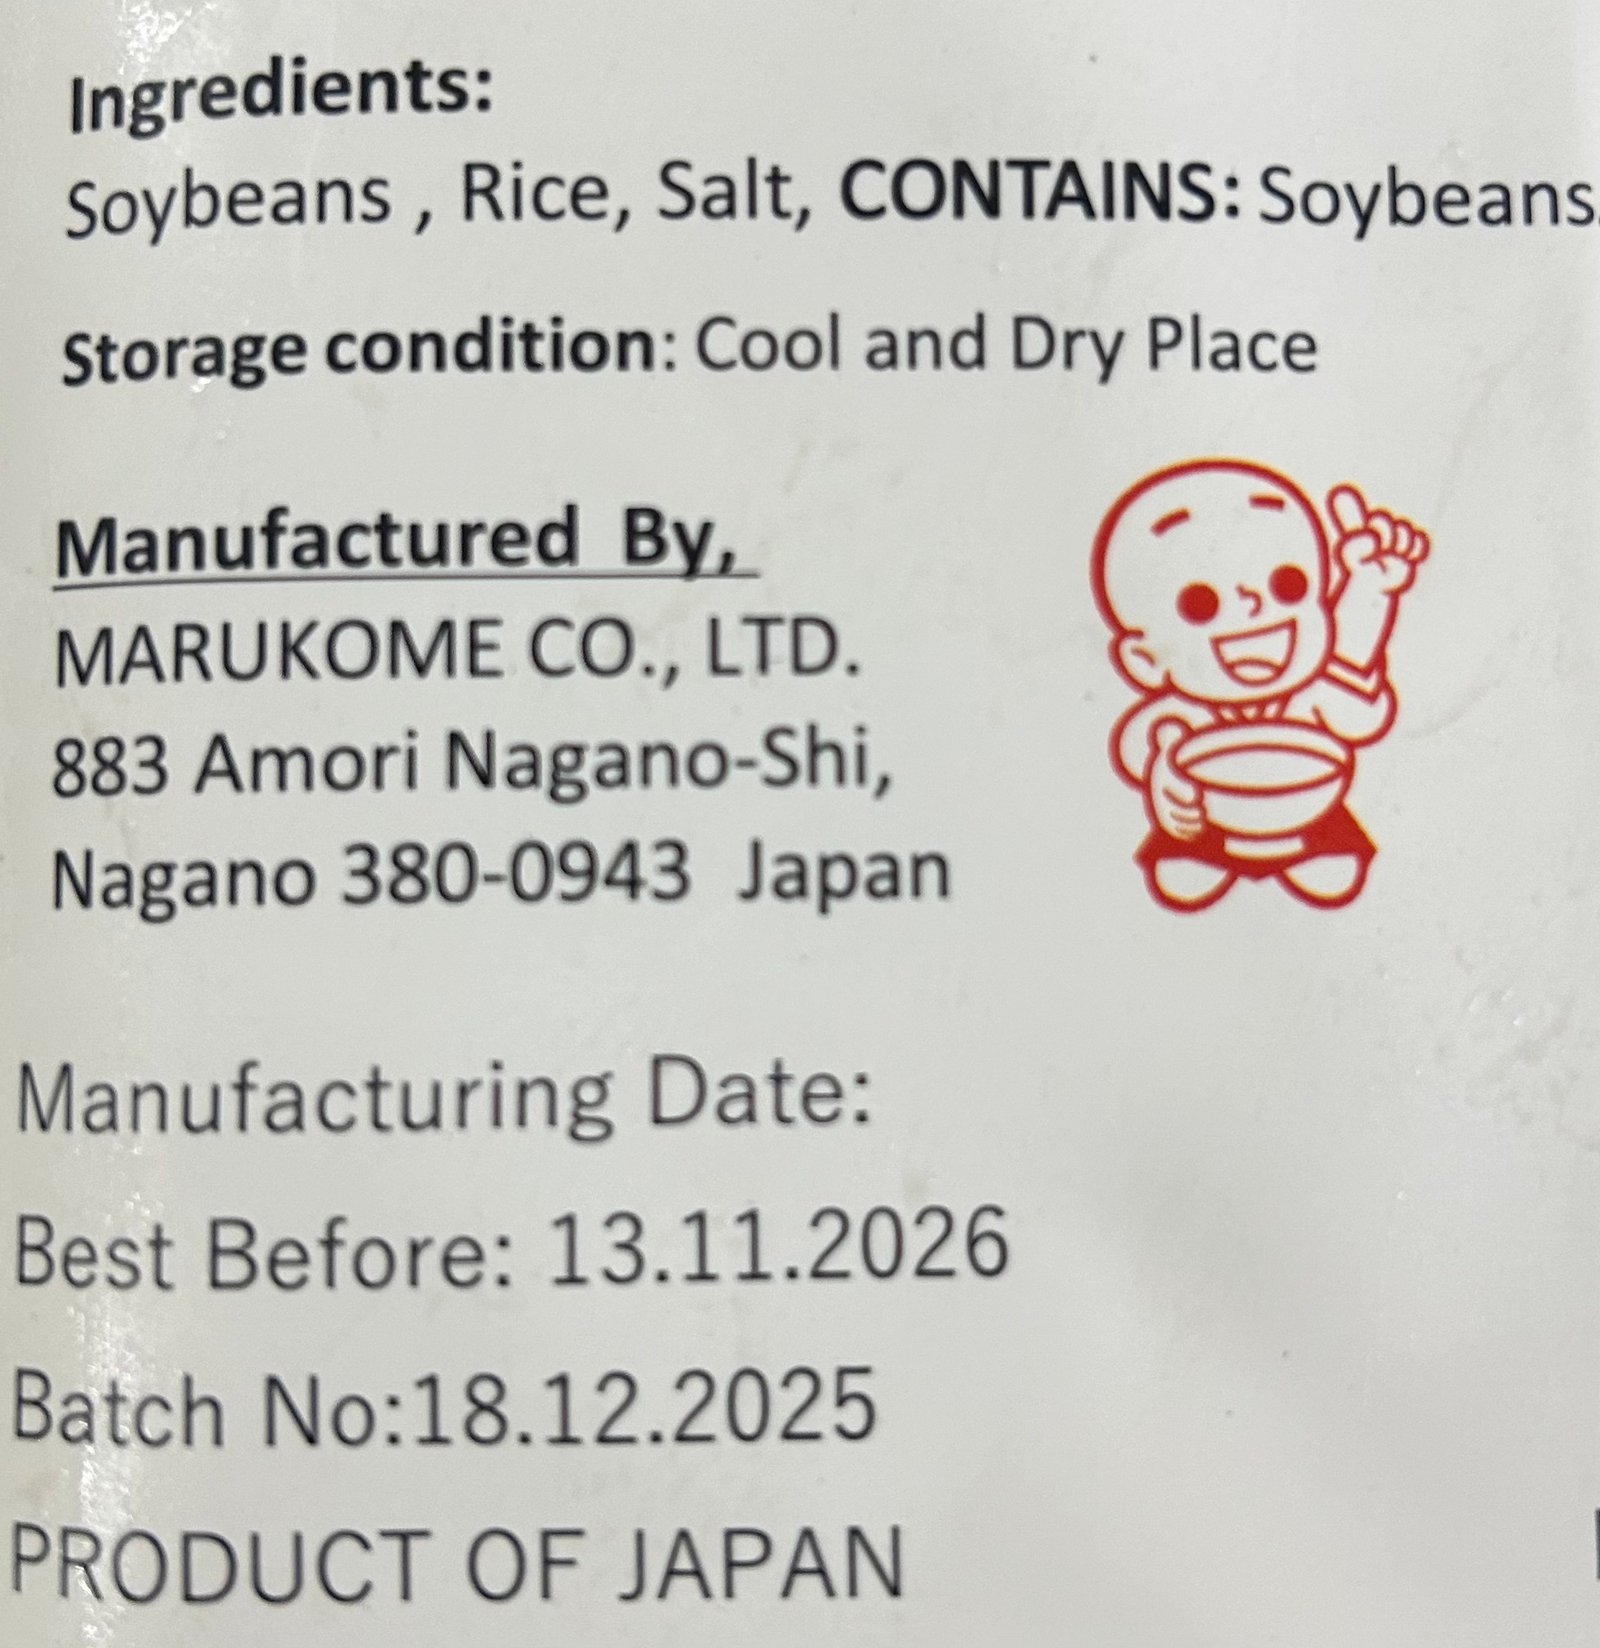 Ingredients:
Soybeans , Rice, Salt, CONTAINS: Soybeans.
Storage condition: Cool and Dry Place
Manufactured By,
MARUKOME CO., LTD.
883 Amori Nagano-Shi,
Nagano 380-0943 Japan
Manufacturing Date:
Best Before: 13.11.2026
Batch No:18.12.2025
PRODUCT OF JAPAN